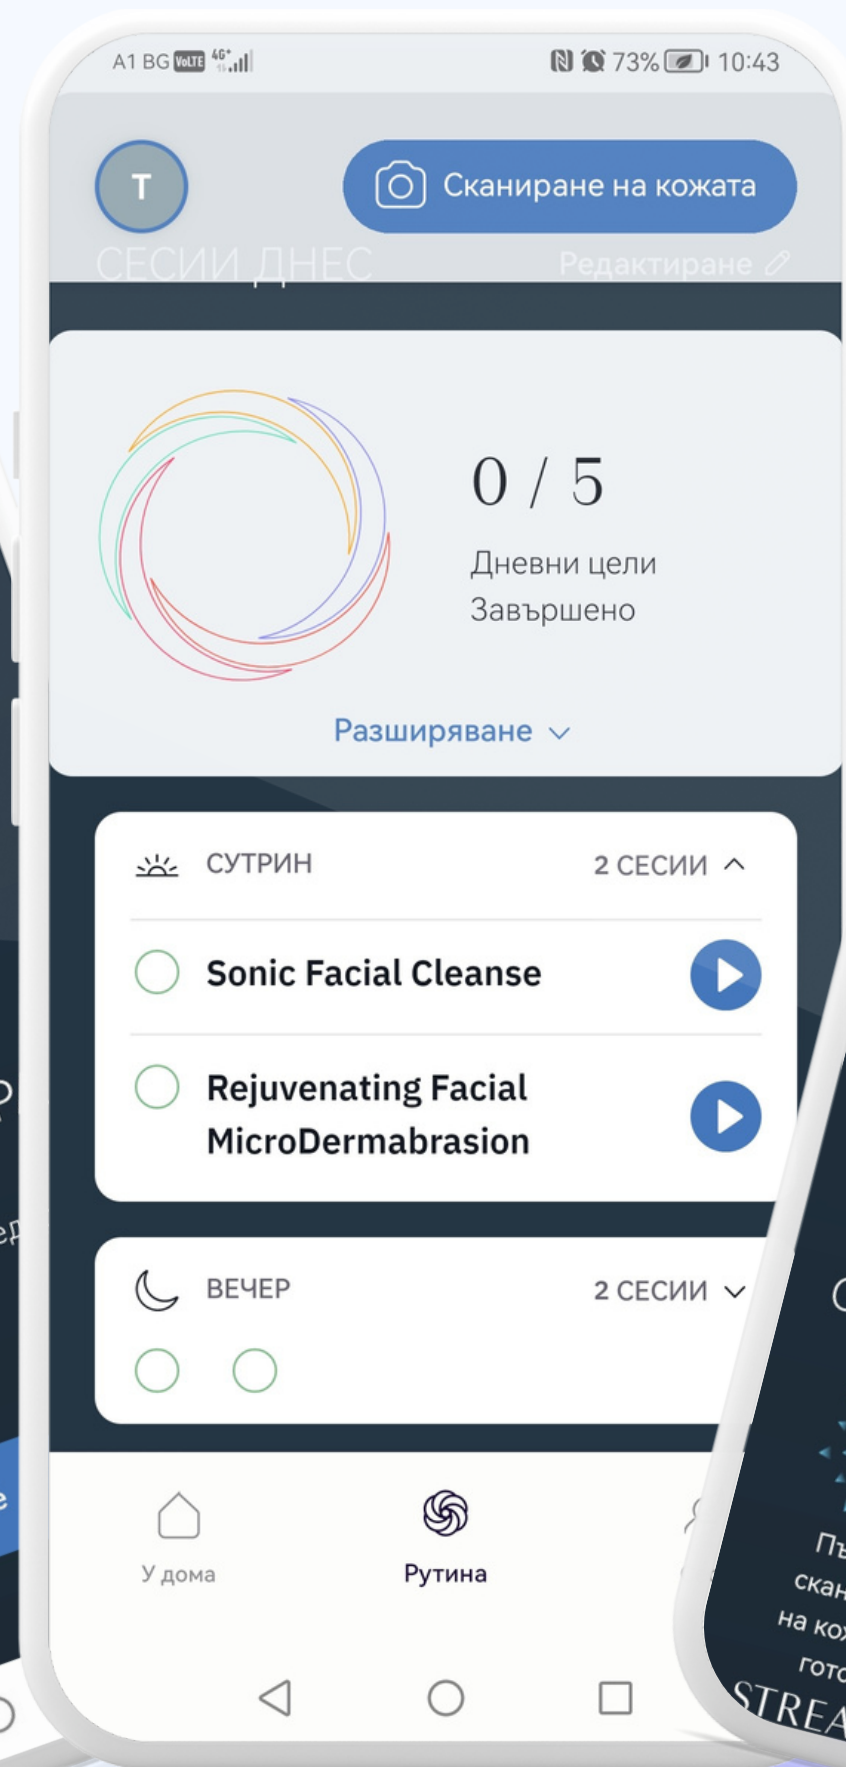 A1 BG VoLTE 4G+ 73% 10:43
T
Сканиране на кожата
СЕСИИ ДНЕС Редактиране
0 / 5
Дневни цели
Завършено
Разширяване
СУТРИН 2 СЕСИИ
Sonic Facial Cleanse
Rejuvenating Facial
MicroDermabrasion
ВЕЧЕР 2 СЕСИИ
У дома
Рутина